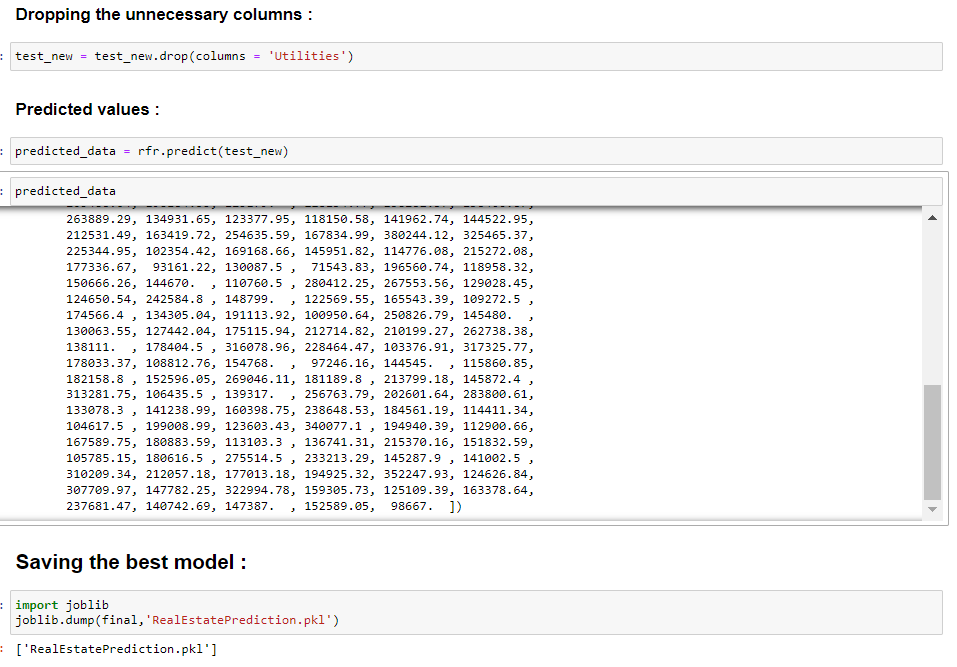 Dropping the unnecessary columns :
: test_new = test_new.drop(columns = 'Utilities')
Predicted values :
: predicted_data = rfr.predict(test_new)
: predicted_data
263889.29, 134931.65, 123377.95, 118150.58, 141962.74, 144522.95,
212531.49, 163419.72, 254635.59, 167834.99, 380244.12, 325465.37,
225344.95, 102354.42, 169168.66, 145951.82, 114776.08, 215272.08,
177336.67,  93161.22, 130087.5 ,  71543.83, 196560.74, 118958.32,
150666.26, 144670.  , 110760.5 , 280412.25, 267553.56, 129028.45,
124650.54, 242584.8 , 148799.  , 122569.55, 165543.39, 109272.5 ,
174566.4 , 134305.04, 191113.92, 100950.64, 250826.79, 145480.  ,
130063.55, 127442.04, 175115.94, 212714.82, 210199.27, 262738.38,
138111.  , 178404.5 , 316078.96, 228464.47, 103376.91, 317325.77,
178033.37, 108812.76, 154768.  ,  97246.16, 144545.  , 115860.85,
182158.8 , 152596.05, 269046.11, 181189.8 , 213799.18, 145872.4 ,
313281.75, 106435.5 , 139317.  , 256763.79, 202601.64, 283800.61,
133078.3 , 141238.99, 160398.75, 238648.53, 184561.19, 114411.34,
104617.5 , 199008.99, 123603.43, 340077.1 , 194940.39, 112900.66,
167589.75, 180883.59, 113103.3 , 136741.31, 215370.16, 151832.59,
105785.15, 180616.5 , 275514.5 , 233213.29, 145287.9 , 141002.5 ,
310209.34, 212057.18, 177013.18, 194925.32, 352247.93, 124626.84,
307709.97, 147782.25, 322994.78, 159305.73, 125109.39, 163378.64,
237681.47, 140742.69, 147387.  , 152589.05,  98667.  ])
Saving the best model :
: import joblib
joblib.dump(final,'RealEstatePrediction.pkl')
: ['RealEstatePrediction.pkl']